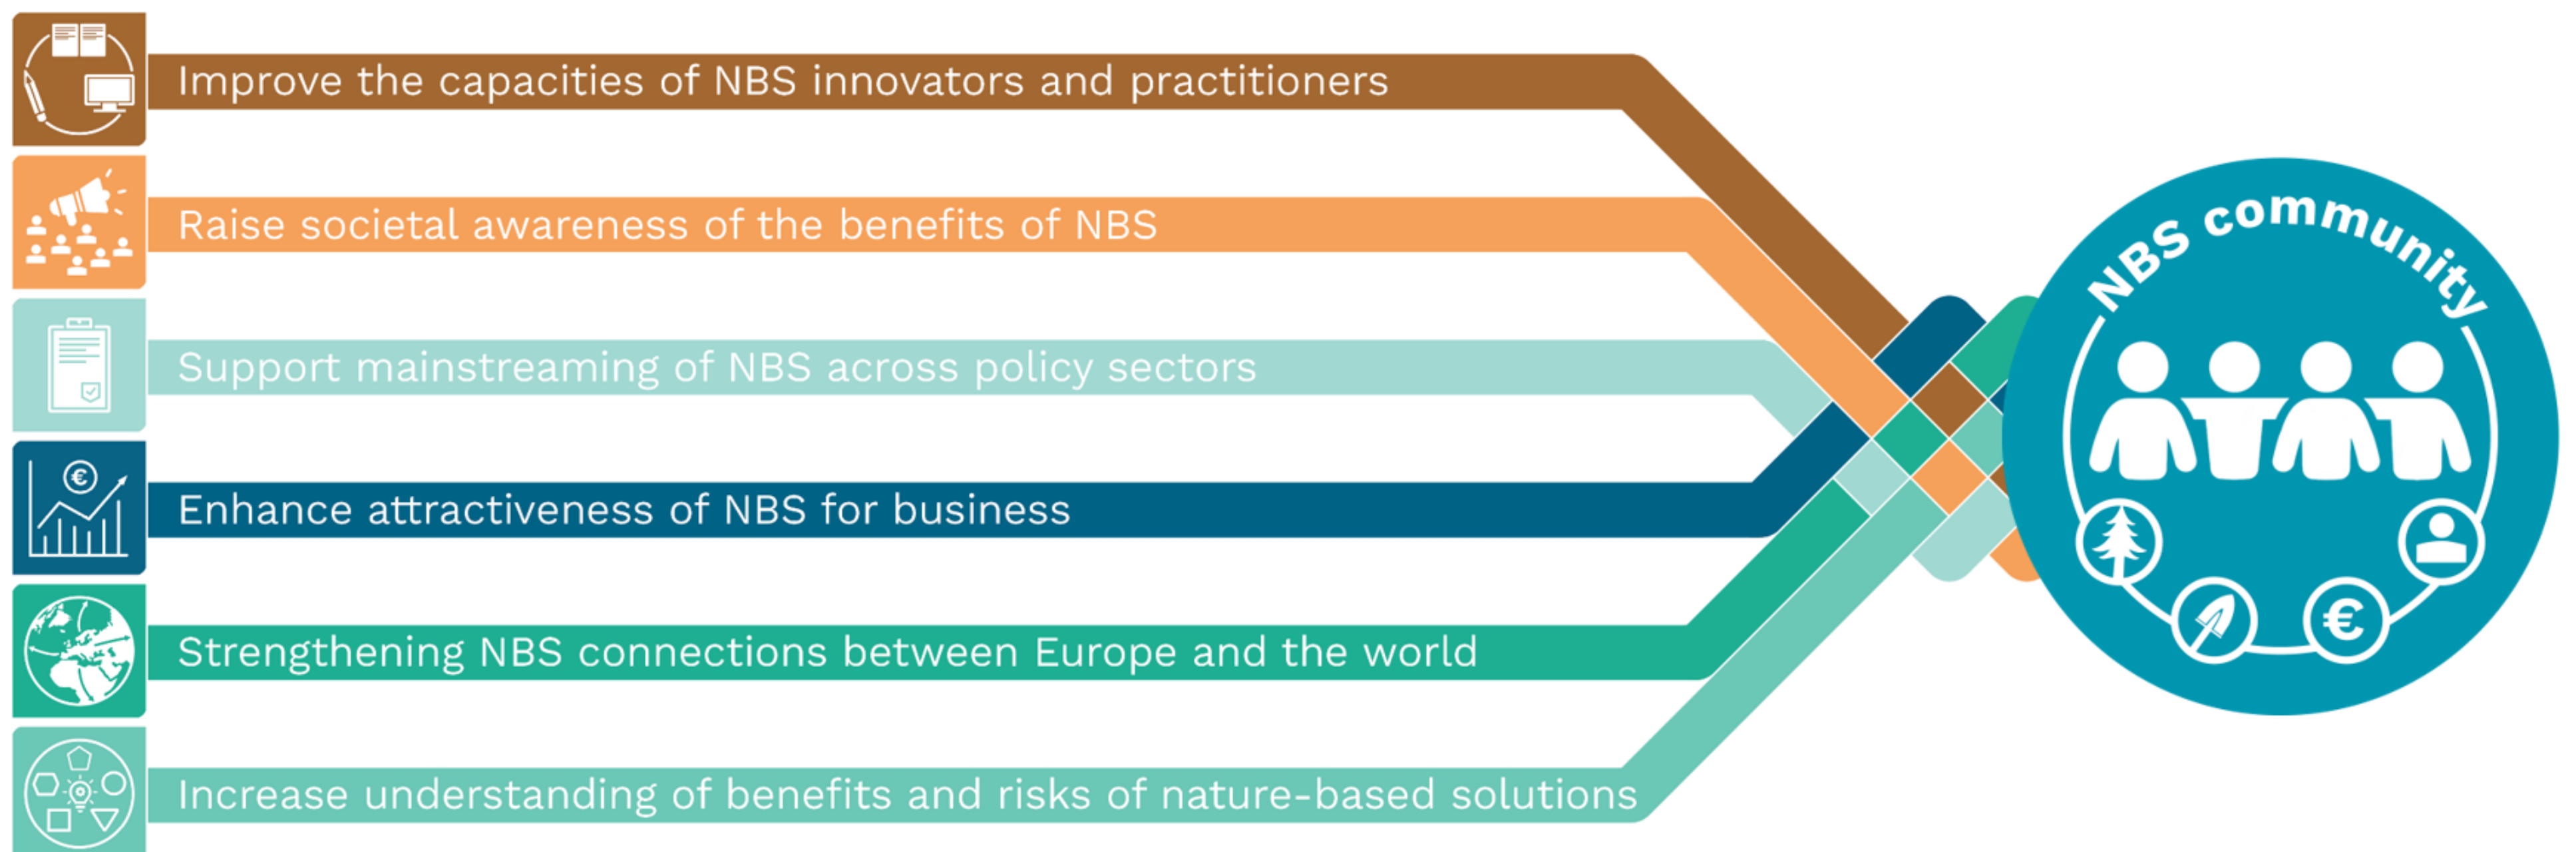 Improve the capacities of NBS innovators and practitioners
Raise societal awareness of the benefits of NBS
Support mainstreaming of NBS across policy sectors
€
Enhance attractiveness of NBS for business
Strengthening NBS connections between Europe and the world
Increase understanding of benefits and risks of nature-based solutions
NBS community
€